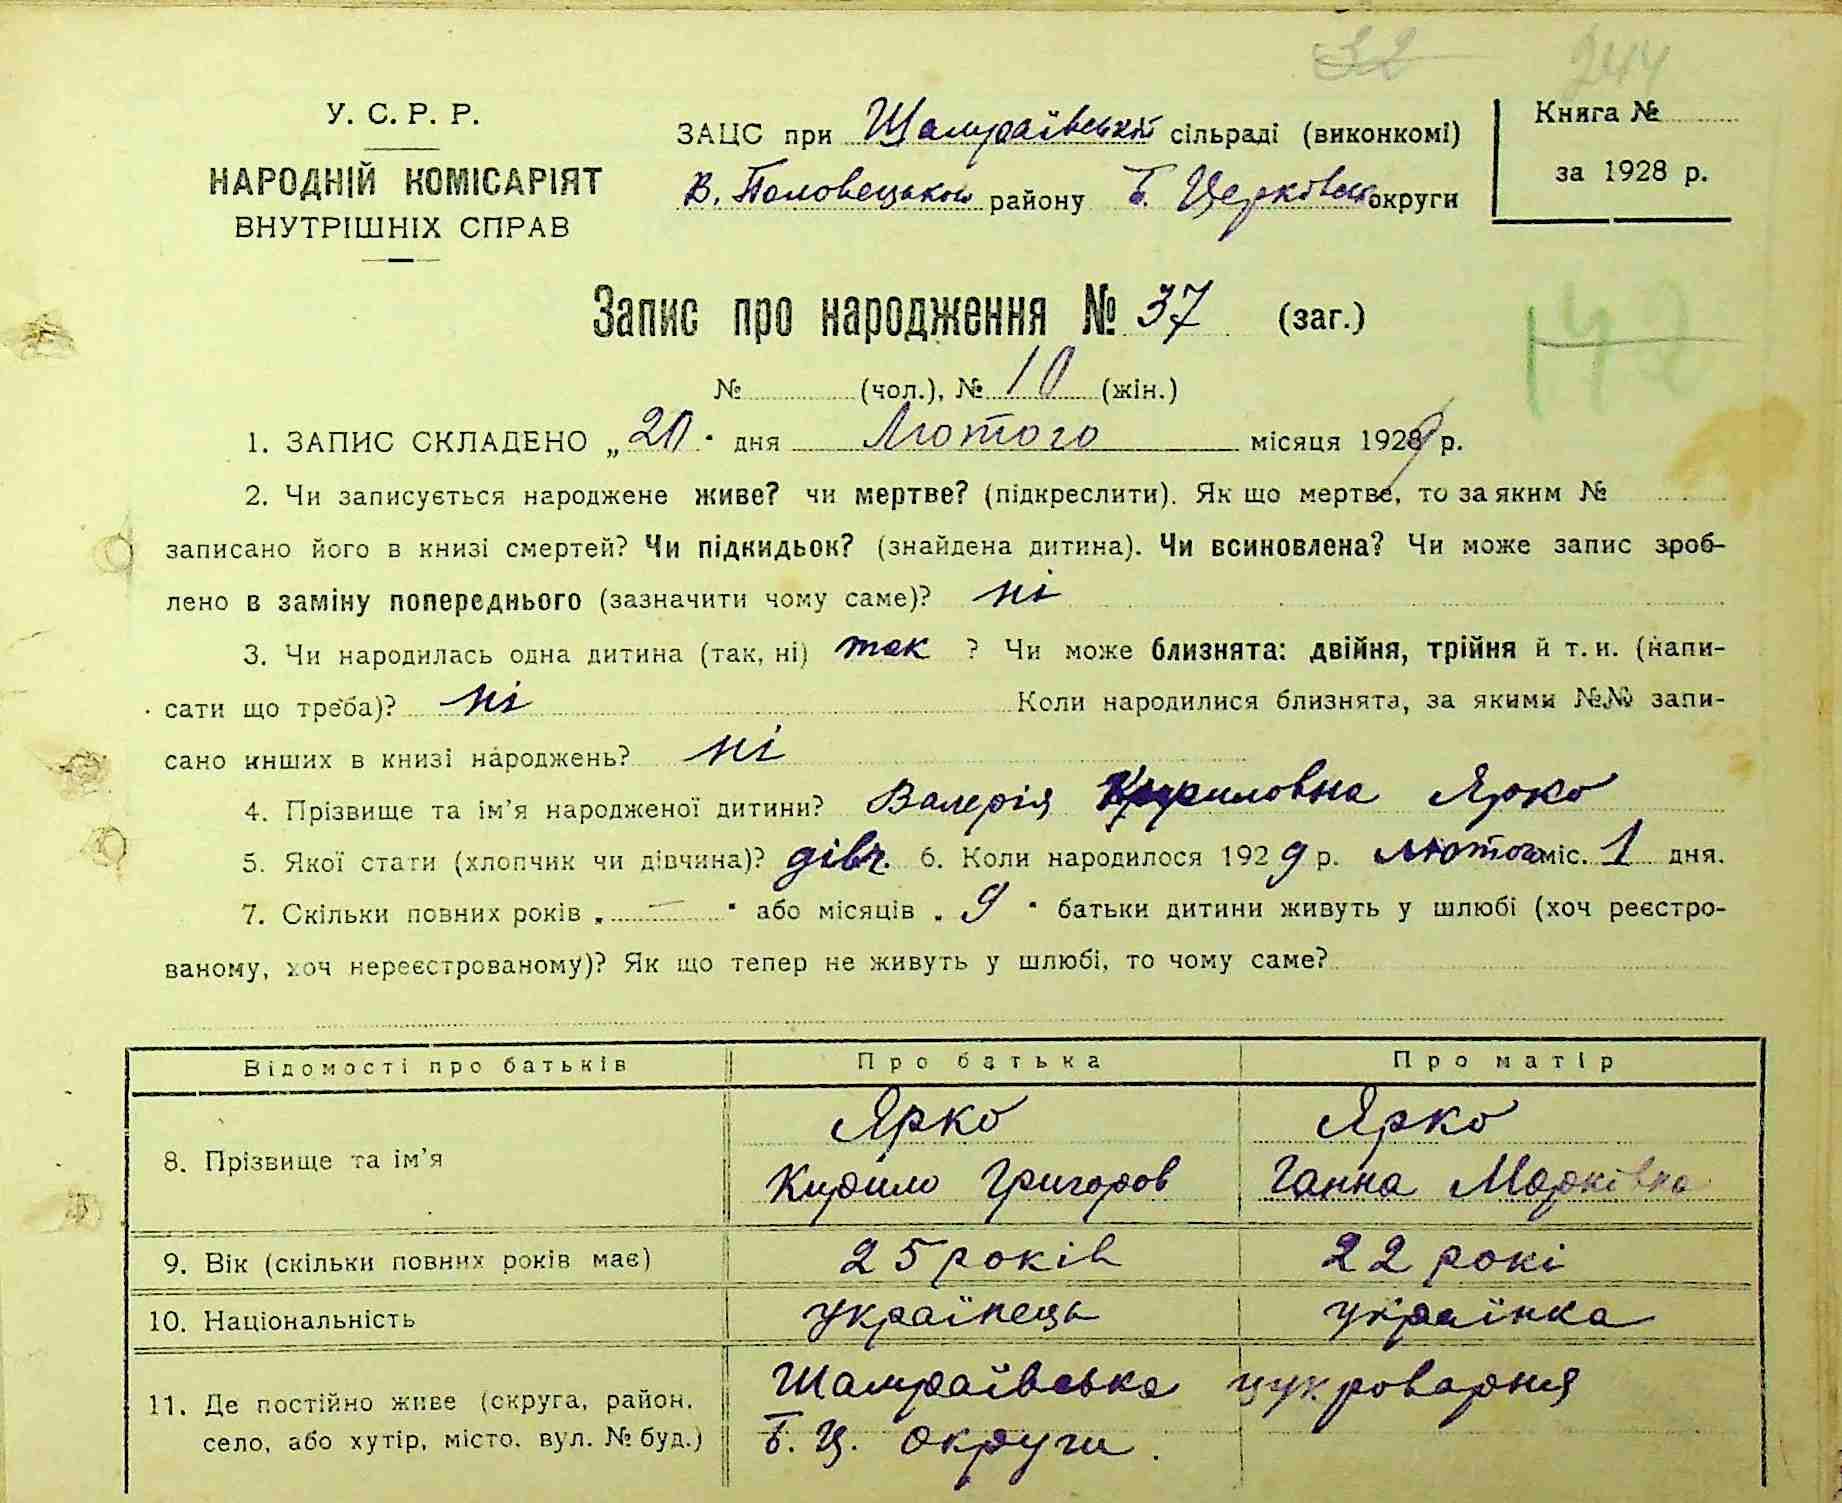 32 244
У. С. Р. Р.
НАРОДНІЙ КОМІСАРІЯТ
ВНУТРІШНІХ СПРАВ
ЗАЦС при Шамраївській сільраді (виконкомі)
В. Половецького району Б. Церківськ округи
Книга №
за 1928 р.
Запис про народження № 37 (заг.)
№ (чол.), № 10 (жін.)
142
1. ЗАПИС СКЛАДЕНО „20" дня Лютого місяця 1929 р.
2. Чи записується народжене живе? чи мертве? (підкреслити). Як що мертве, то за яким №
записано його в книзі смертей? Чи підкидьок? (знайдена дитина). Чи всиновлена? Чи може запис зроб-
лено в заміну попереднього (зазначити чому саме)? ні
3. Чи народилась одна дитина (так, ні) так ? Чи може близнята: двійня, трійня й т. и. (напи-
сати що треба)? ні Коли народилися близнята, за якими №№ запи-
сано инших в книзі народжень? ні
4. Прізвище та ім'я народженої дитини? Валерія Кириловна Ярко
5. Якої стати (хлопчик чи дівчина)? дівч. 6. Коли народилося 1929 р. лютого міс. 1 дня.
7. Скільки повних років „ — " або місяців „ 9 " батьки дитини живуть у шлюбі (хоч реєстро-
ваному, хоч нереєстрованому)? Як що тепер не живуть у шлюбі, то чому саме?
Відомості про батьків Про батька Про матір
8. Прізвище та ім'я Ярко Ярко
Кирило Григоров Ганна Марківна
9. Вік (скільки повних років має) 25 років 22 рокі
10. Національність українець українка
11. Де постійно живе (округа, район, Шамраївська цукроварня
село, або хутір, місто, вул. № буд.) Б. Ц. округи.